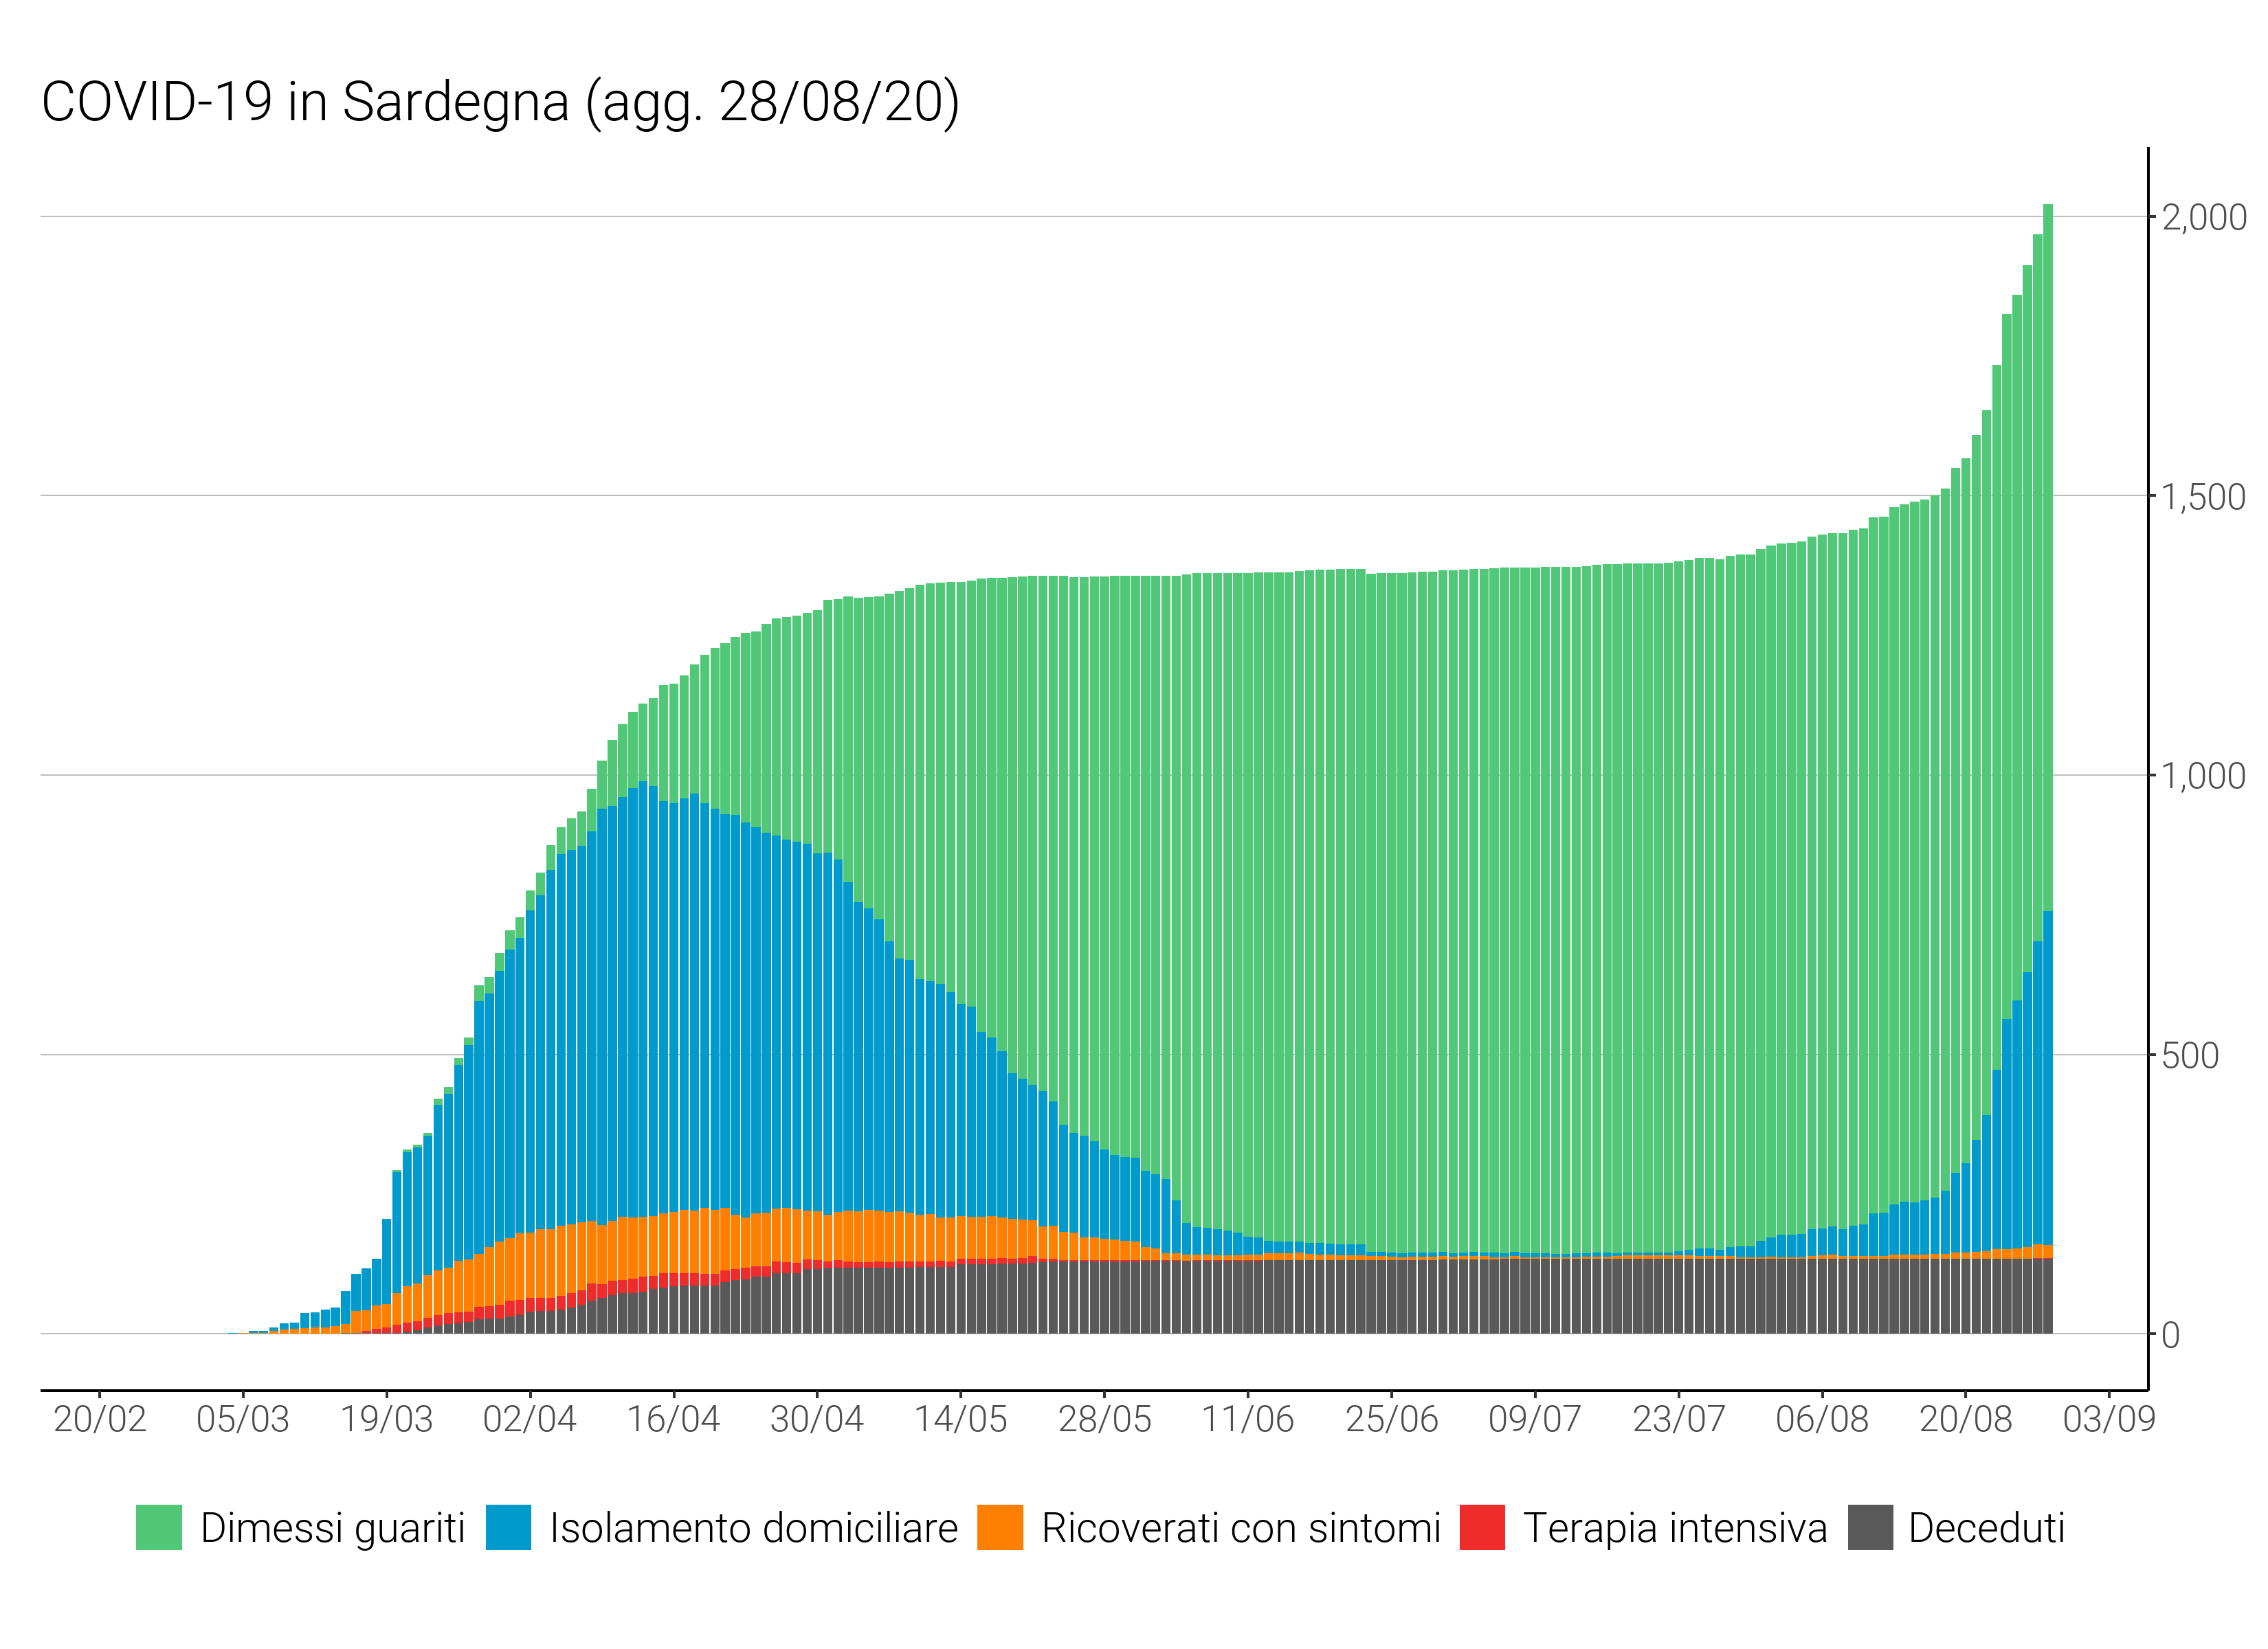 COVID-19 in Sardegna (agg. 28/08/20)
2,000
1,500
1,000
500
0
20/02 05/03 19/03 02/04 16/04 30/04 14/05 28/05 11/06 25/06 09/07 23/07 06/08 20/08 03/09
Dimessi guariti Isolamento domiciliare Ricoverati con sintomi Terapia intensiva Deceduti